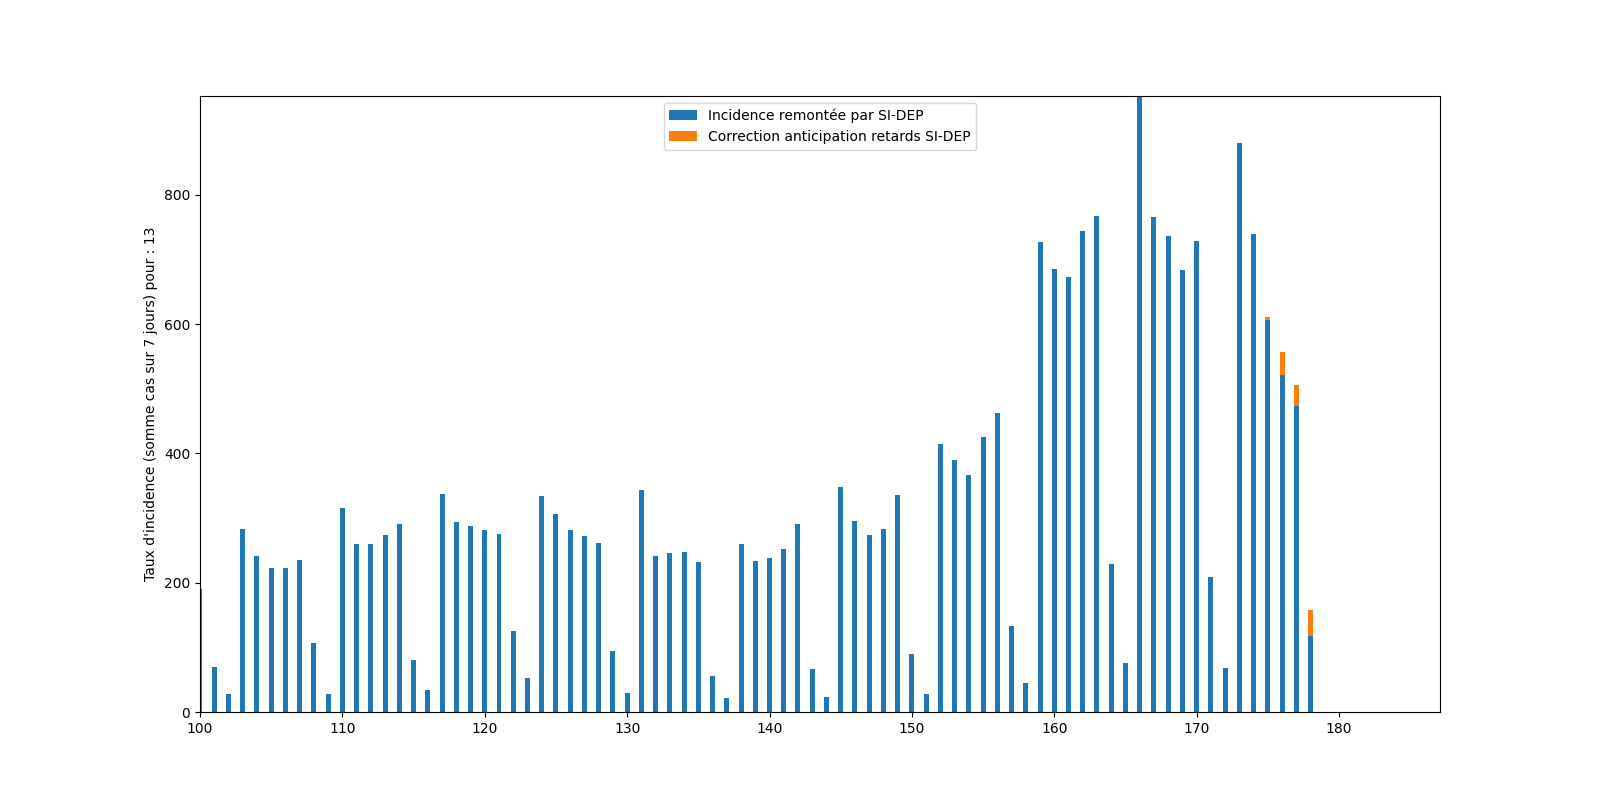 Incidence remontée par SI-DEP
Correction anticipation retards SI-DEP
Taux d'incidence (somme cas sur 7 jours) pour : 13
800
600
400
200
0
100 110 120 130 140 150 160 170 180